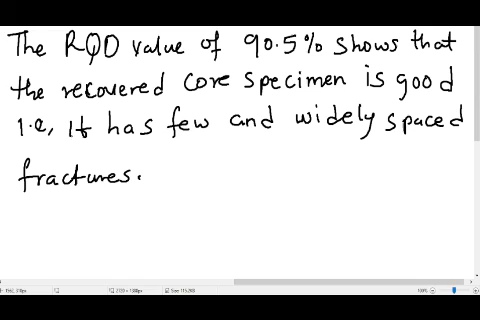 The RQD value of 90.5% shows that
the recovered core specimen is good
i.e, it has few and widely spaced
fractures.
100%